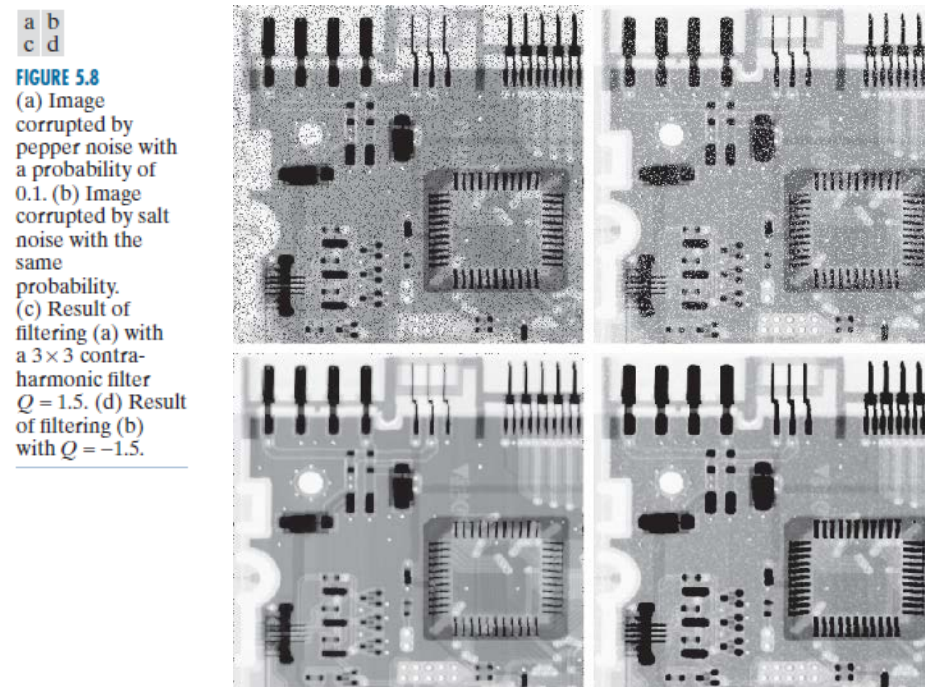 a b
c d
FIGURE 5.8
(a) Image
corrupted by
pepper noise with
a probability of
0.1. (b) Image
corrupted by salt
noise with the
same
probability.
(c) Result of
filtering (a) with
a 3 × 3 contra-
harmonic filter
Q = 1.5. (d) Result
of filtering (b)
with Q = −1.5.